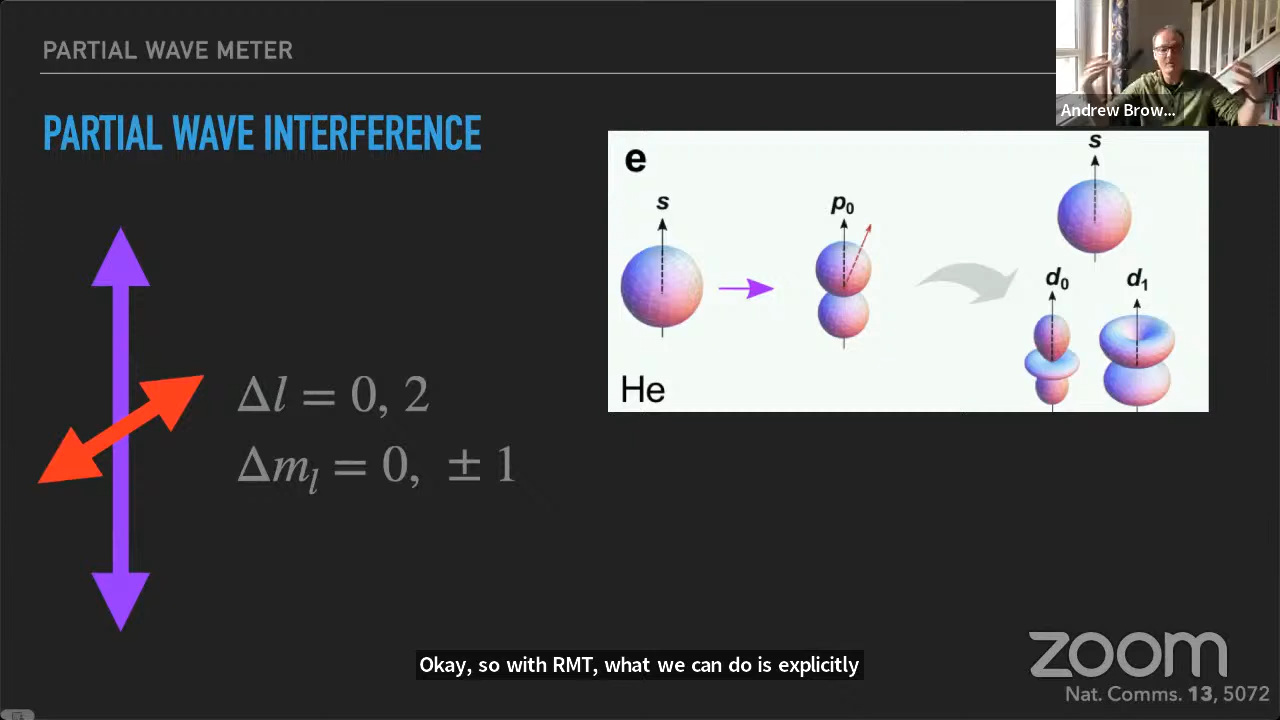 PARTIAL WAVE METER
Andrew Brow...
PARTIAL WAVE INTERFERENCE
e
s
p₀
s
d₀
d₁
He
Δl = 0, 2
Δmₗ = 0, ± 1
Okay, so with RMT, what we can do is explicitly
zoom
Nat. Comms. 13, 5072